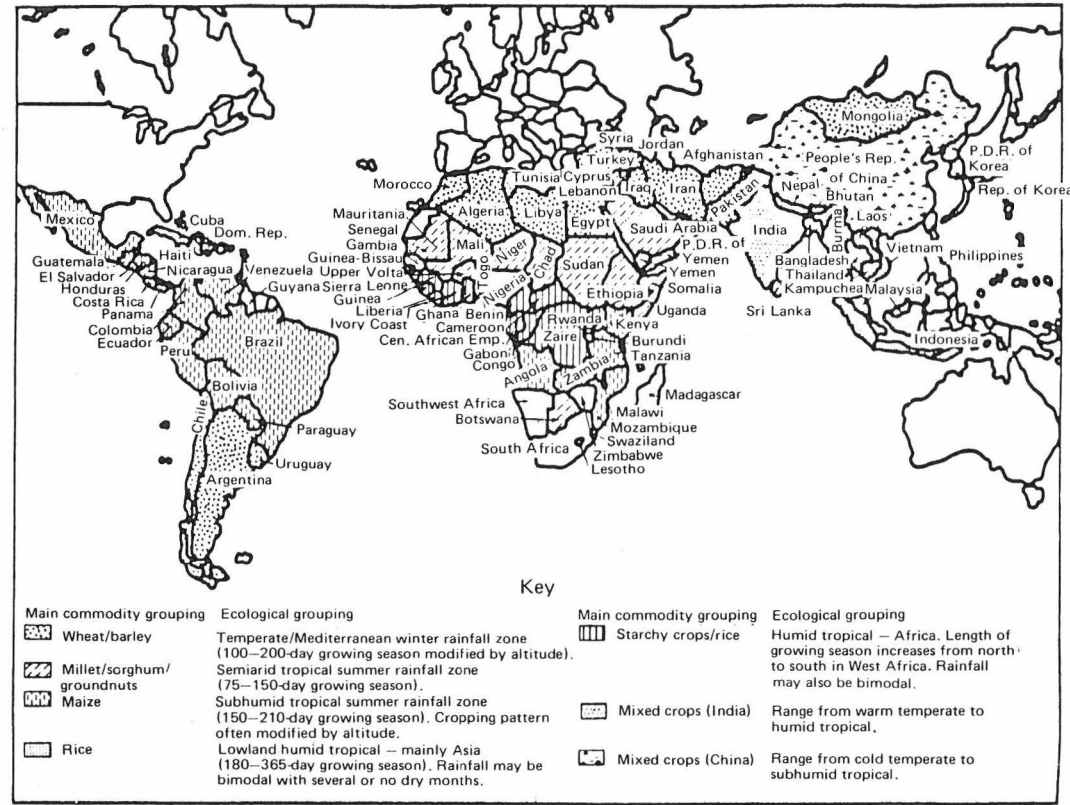 Mongolia
Syria Jordan
Turkey
Afghanistan
People's Rep.
of China
P.D.R. of
Korea
Rep. of Korea
Morocco
Tunisia
Cyprus
Lebanon
Iraq
Iran
Pakistan
Nepal
Bhutan
Mexico
Cuba
Dom. Rep.
Mauritania
Senegal
Gambia
Algeria
Libya
Egypt
Saudi Arabia
India
Burma
Laos
Haiti
Guatemala
El Salvador
Honduras
Nicaragua
Costa Rica
Panama
Venezuela
Guyana
Guinea-Bissau
Upper Volta
Sierra Leone
Guinea
Liberia
Ivory Coast
Mali
Togo
Niger
Nigeria
Chad
Sudan
P.D.R. of
Yemen
Yemen
Somalia
Ethiopia
Bangladesh
Thailand
Kampuchea
Malaysia
Vietnam
Philippines
Sri Lanka
Indonesia
Colombia
Ecuador
Peru
Brazil
Bolivia
Chile
Paraguay
Uruguay
Argentina
Ghana
Benin
Cameroon
Cen. African Emp.
Gabon
Congo
Rwanda
Zaire
Uganda
Kenya
Burundi
Tanzania
Angola
Zambia
Madagascar
Southwest Africa
Botswana
South Africa
Malawi
Mozambique
Swaziland
Zimbabwe
Lesotho
Key
Main commodity grouping Ecological grouping
Wheat/barley Temperate/Mediterranean winter rainfall zone
(100–200-day growing season modified by altitude).
Millet/sorghum/ Semiarid tropical summer rainfall zone
groundnuts (75–150-day growing season).
Maize Subhumid tropical summer rainfall zone
(150–210-day growing season). Cropping pattern
often modified by altitude.
Rice Lowland humid tropical – mainly Asia
(180–365-day growing season). Rainfall may be
bimodal with several or no dry months.
Main commodity grouping Ecological grouping
Starchy crops/rice Humid tropical – Africa. Length of
growing season increases from north
to south in West Africa. Rainfall
may also be bimodal.
Mixed crops (India) Range from warm temperate to
humid tropical.
Mixed crops (China) Range from cold temperate to
subhumid tropical.